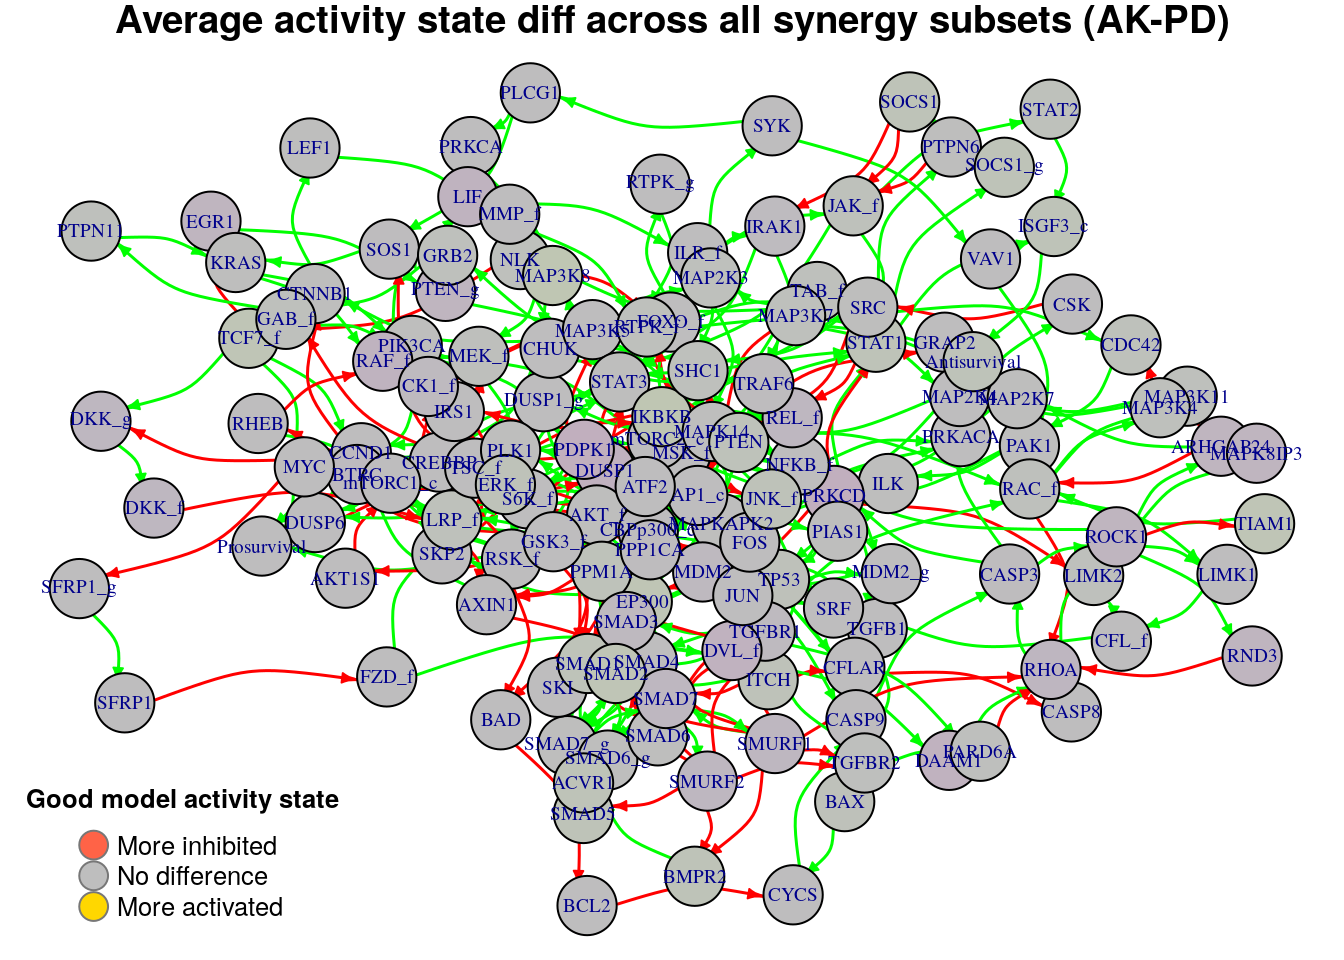 Average activity state diff across all synergy subsets (AK-PD)
PLCG1
SOCS1
STAT2
SYK
LEF1
PRKCA
PTPN6
SOCS1_g
RTPK_g
LIF
MMP_f
JAK_f
EGR1
PTPN11
IRAK1
ISGF3_c
SOS1
GRB2
NLK
ILR_f
VAV1
KRAS
MAP3K8
MAP2K3
CTNNB1
PTEN_g
TAB_f
SRC
CSK
GAB_f
MAP3K7
FOXO_f
MAP3K5
TCF7_f
PIK3CA
CHUK
STAT1
GRAP2
CDC42
RAF_f
MEK_f
Antisurvival
SHC1
STAT3
TRAF6
CK1_f
DUSP1_g
MAP2K4
MAP2K7
MAP3K11
MAP3K4
IRS1
IKBKB
REL_f
DKK_g
RHEB
MAPK14
PRKACA
PAK1
PTEN
CCND1
PLK1
PDPK1
MSK_f
ARHGAP24
MAPK8IP3
MYC
CREBBP
TSC_f
DUSP1
NFKB_f
BTRC
mTORC1_c
ERK_f
ATF2
PRKCD
ILK
RAC_f
S6K_f
AP1_c
JNK_f
DKK_f
LRP_f
AKT_f
DUSP6
MAPKAPK2
TIAM1
CBPp300_c
PIAS1
ROCK1
Prosurvival
GSK3_f
FOS
PPP1CA
SKP2
RSK_f
AKT1S1
PPM1A
MDM2
TP53
MDM2_g
CASP3
LIMK2
LIMK1
SFRP1_g
AXIN1
JUN
EP300
SRF
SMAD3
TGFBR1
TGFB1
CFL_f
DVL_f
RND3
SMAD4
CFLAR
RHOA
FZD_f
SMAD2
ITCH
SKI
SMAD7
SFRP1
BAD
CASP9
CASP8
SMAD6
SMAD7_g
SMURF1
PARD6A
SMAD6_g
TGFBR2
DAAM1
ACVR1
SMURF2
BAX
SMAD5
BMPR2
CYCS
BCL2
Good model activity state
More inhibited
No difference
More activated